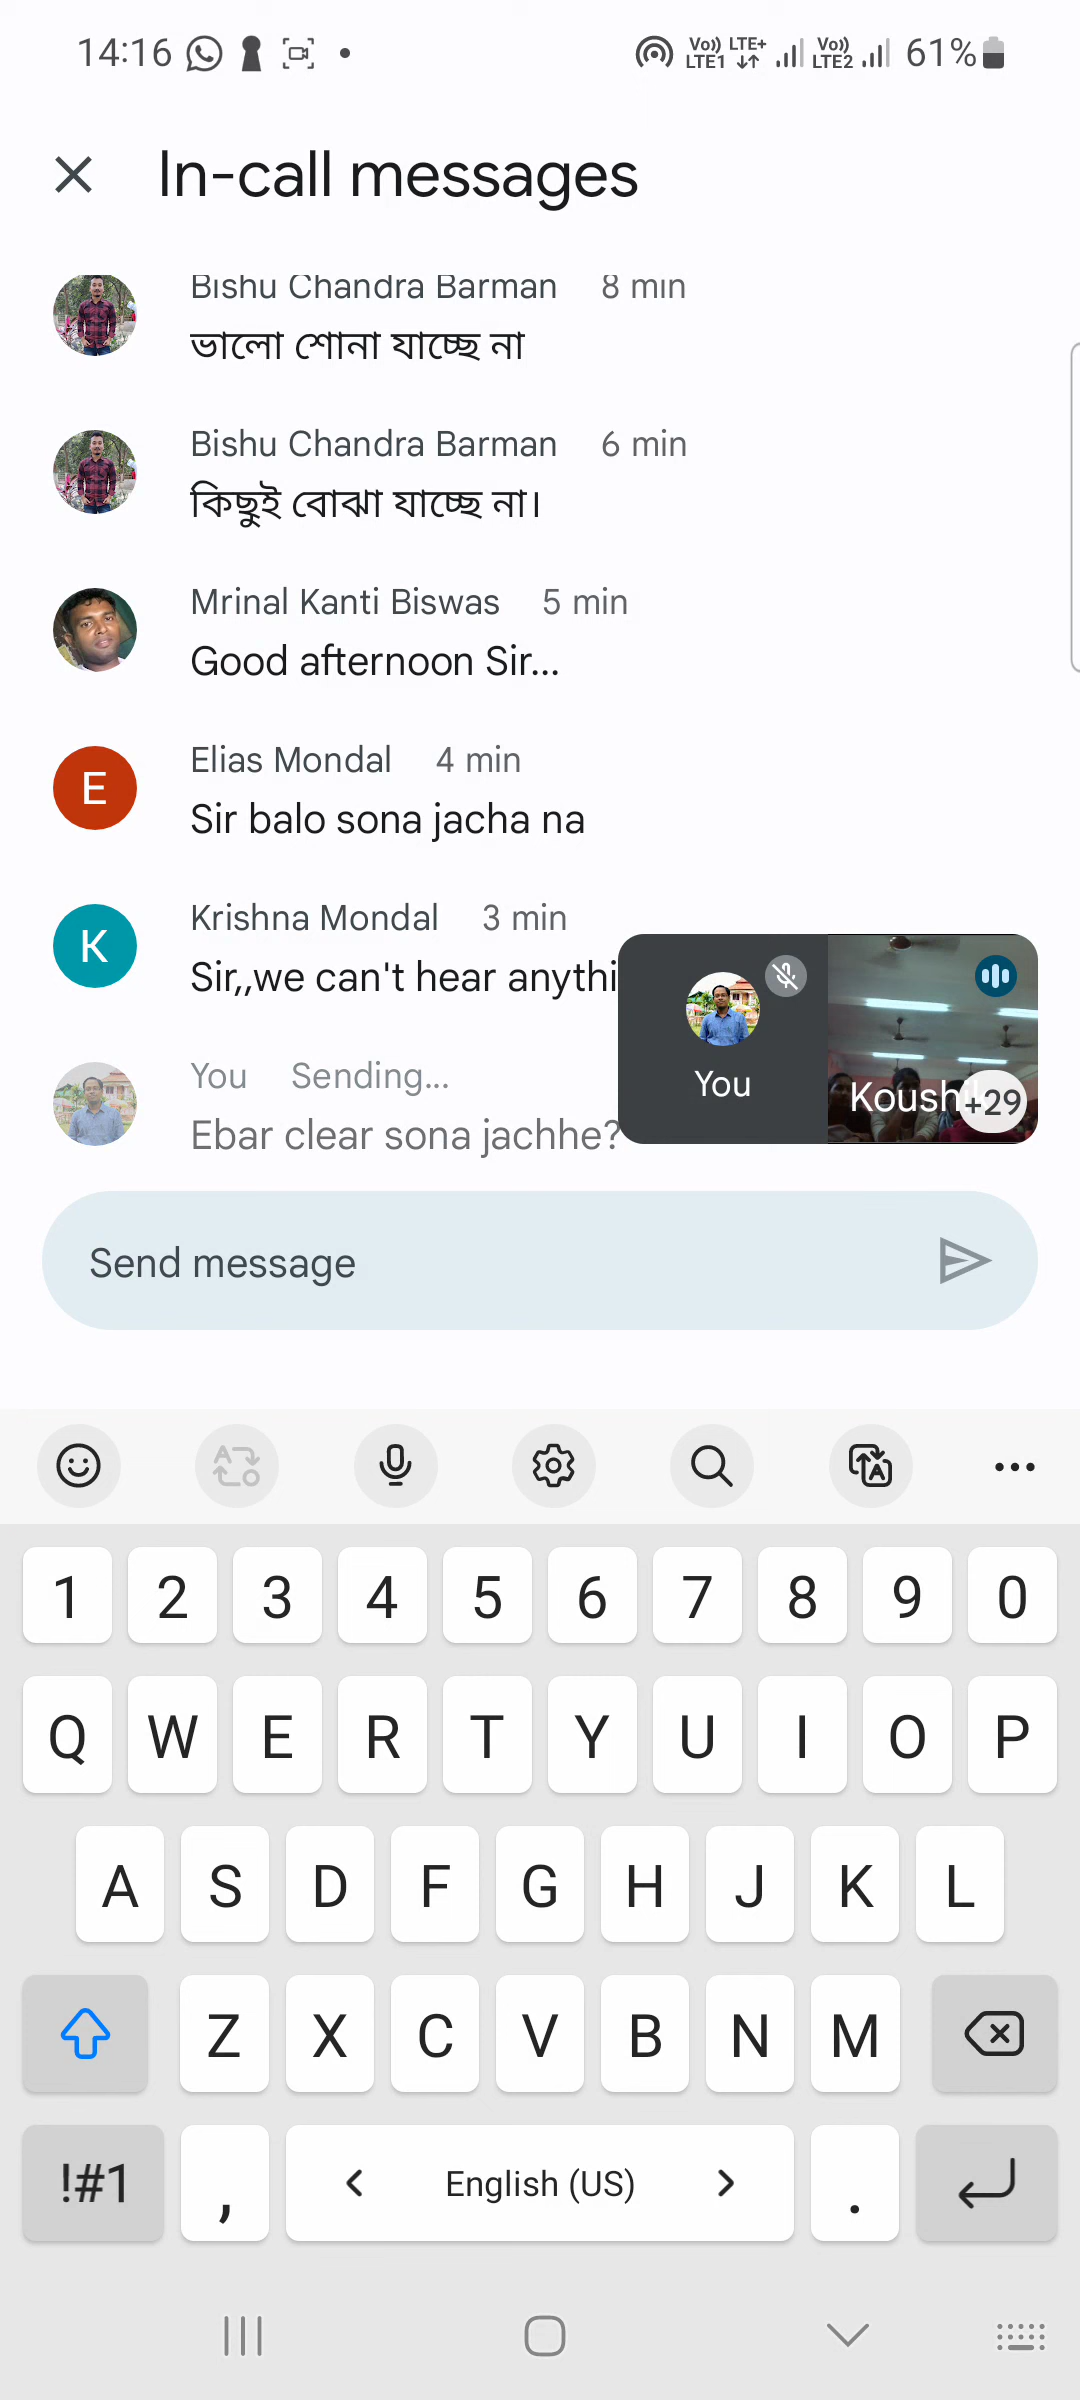 14:16 Vo)) LTE1 LTE+ Vo)) LTE2 61%
In-call messages
Bishu Chandra Barman 8 min
ভালো শোনা যাচ্ছে না
Bishu Chandra Barman 6 min
কিছুই বোঝা যাচ্ছে না।
Mrinal Kanti Biswas 5 min
Good afternoon Sir...
E
Elias Mondal 4 min
Sir balo sona jacha na
K
Krishna Mondal 3 min
Sir,,we can't hear anythi
You Sending...
Ebar clear sona jachhe?
You
+29
Send message
1 2 3 4 5 6 7 8 9 0
Q W E R T Y U I O P
A S D F G H J K L
Z X C V B N M
!#1 , English (US) .